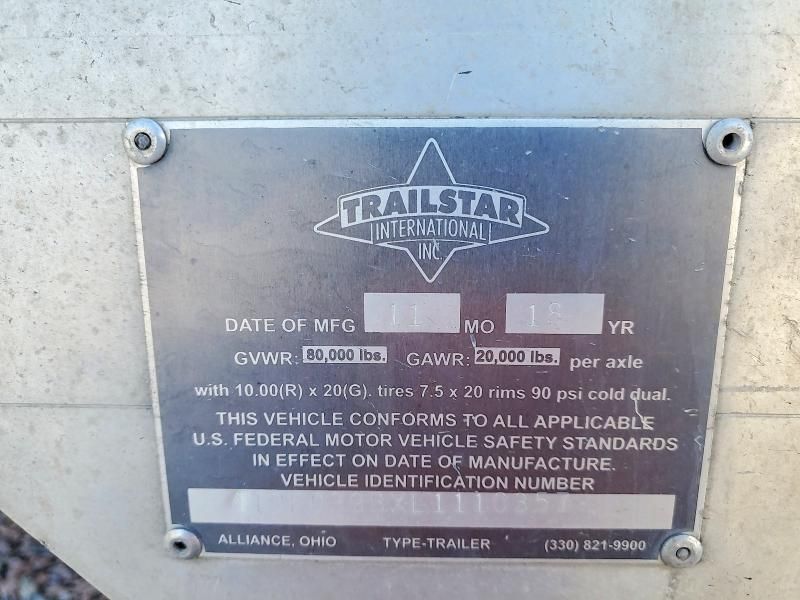 TRAILSTAR
INTERNATIONAL
INC.
DATE OF MFG 11 MO 18 YR
GVWR: 80,000 lbs. GAWR: 20,000 lbs. per axle
with 10.00(R) x 20(G). tires 7.5 x 20 rims 90 psi cold dual.
THIS VEHICLE CONFORMS TO ALL APPLICABLE
U.S. FEDERAL MOTOR VEHICLE SAFETY STANDARDS
IN EFFECT ON DATE OF MANUFACTURE.
VEHICLE IDENTIFICATION NUMBER
ALLIANCE, OHIO TYPE-TRAILER (330) 821-9900